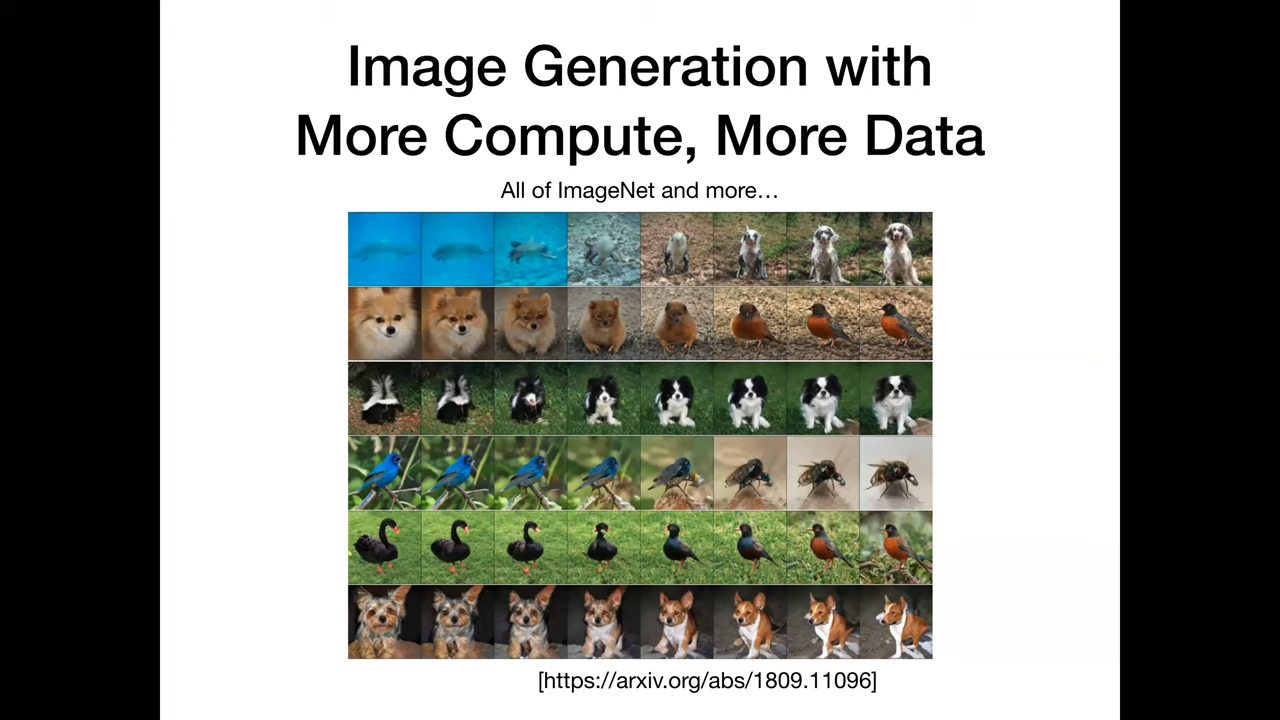 Image Generation with
More Compute, More Data
All of ImageNet and more…
[https://arxiv.org/abs/1809.11096]